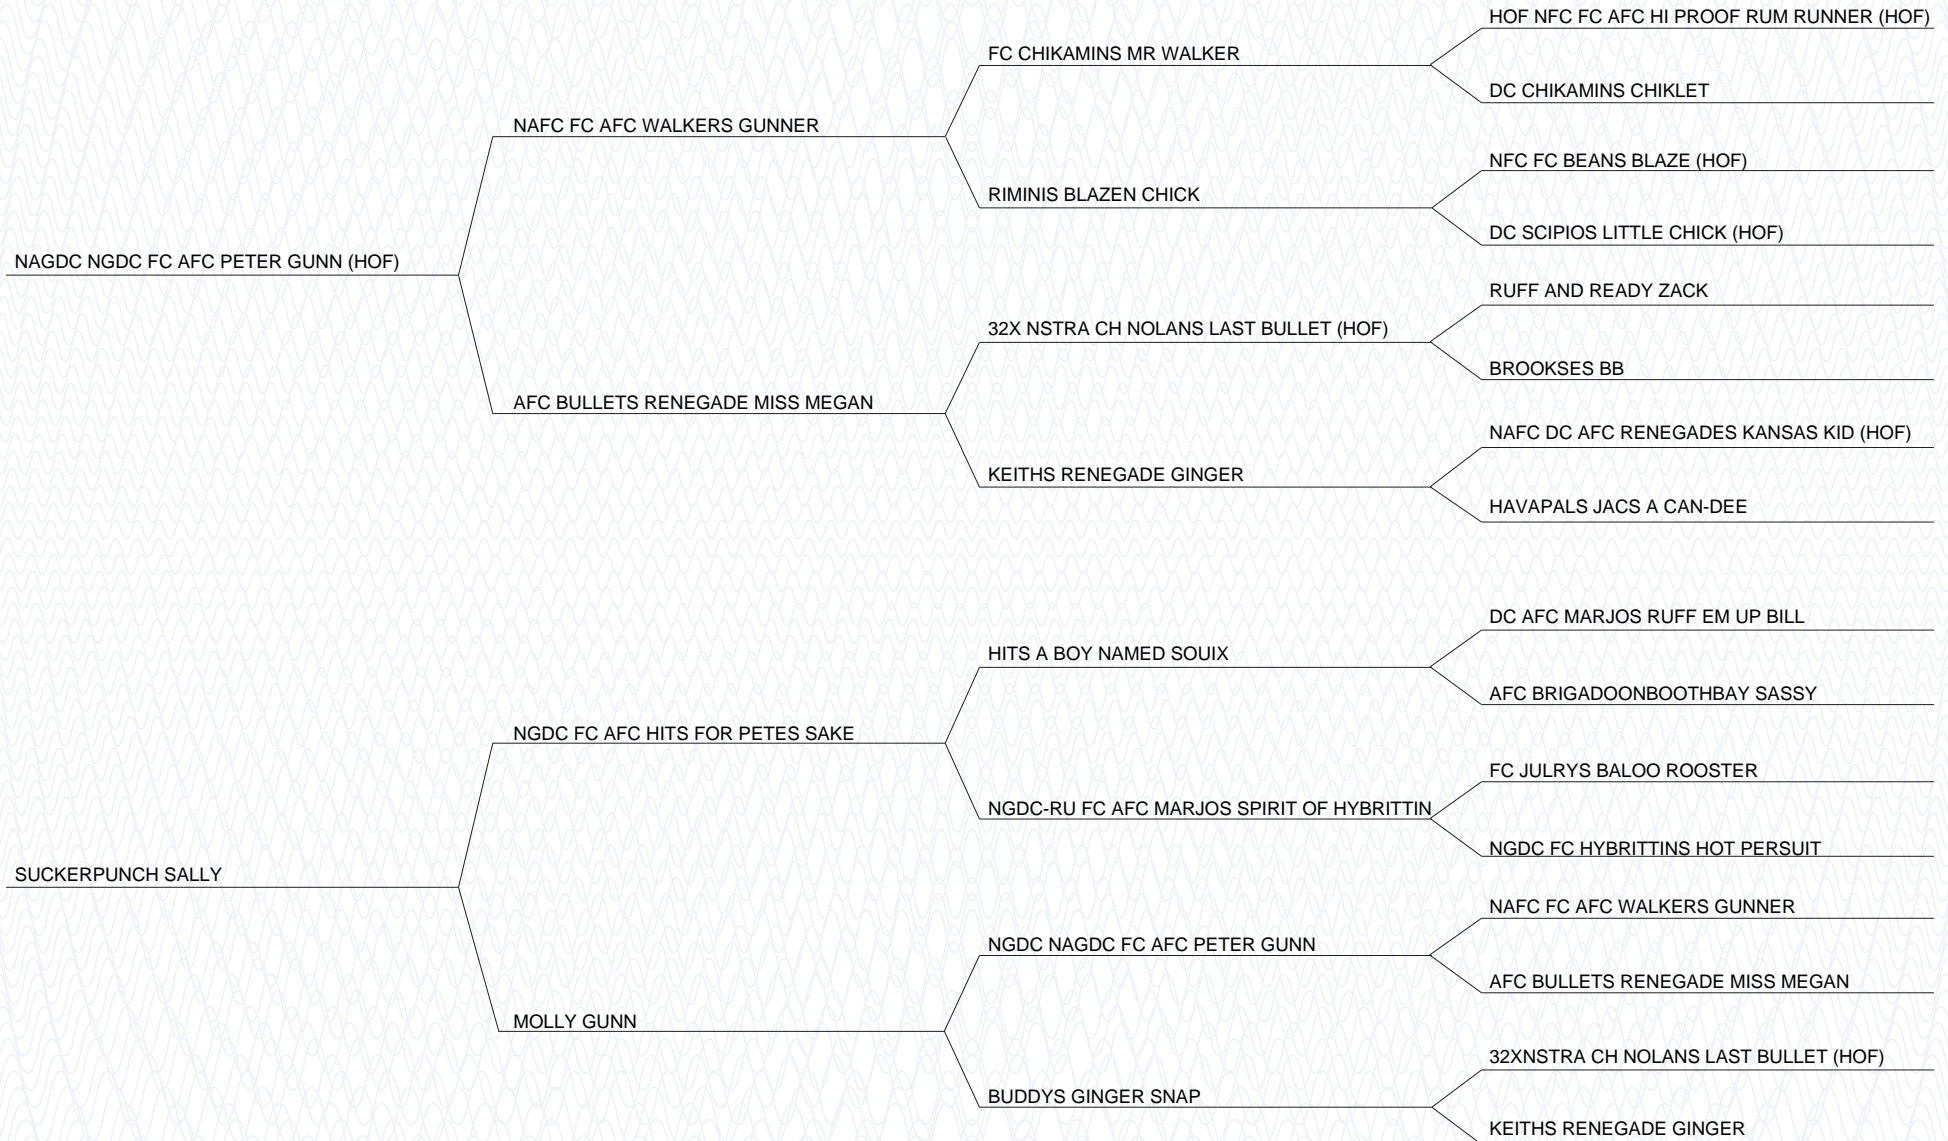 HOF NFC FC AFC HI PROOF RUM RUNNER (HOF)
FC CHIKAMINS MR WALKER
DC CHIKAMINS CHIKLET
NAFC FC AFC WALKERS GUNNER
NFC FC BEANS BLAZE (HOF)
RIMINIS BLAZEN CHICK
DC SCIPIOS LITTLE CHICK (HOF)
NAGDC NGDC FC AFC PETER GUNN (HOF)
RUFF AND READY ZACK
32X NSTRA CH NOLANS LAST BULLET (HOF)
BROOKSES BB
AFC BULLETS RENEGADE MISS MEGAN
NAFC DC AFC RENEGADES KANSAS KID (HOF)
KEITHS RENEGADE GINGER
HAVAPALS JACS A CAN-DEE
DC AFC MARJOS RUFF EM UP BILL
HITS A BOY NAMED SOUIX
AFC BRIGADOONBOOTHBAY SASSY
NGDC FC AFC HITS FOR PETES SAKE
FC JULRYS BALOO ROOSTER
NGDC-RU FC AFC MARJOS SPIRIT OF HYBRITTIN
NGDC FC HYBRITTINS HOT PERSUIT
SUCKERPUNCH SALLY
NAFC FC AFC WALKERS GUNNER
NGDC NAGDC FC AFC PETER GUNN
AFC BULLETS RENEGADE MISS MEGAN
MOLLY GUNN
32XNSTRA CH NOLANS LAST BULLET (HOF)
BUDDYS GINGER SNAP
KEITHS RENEGADE GINGER